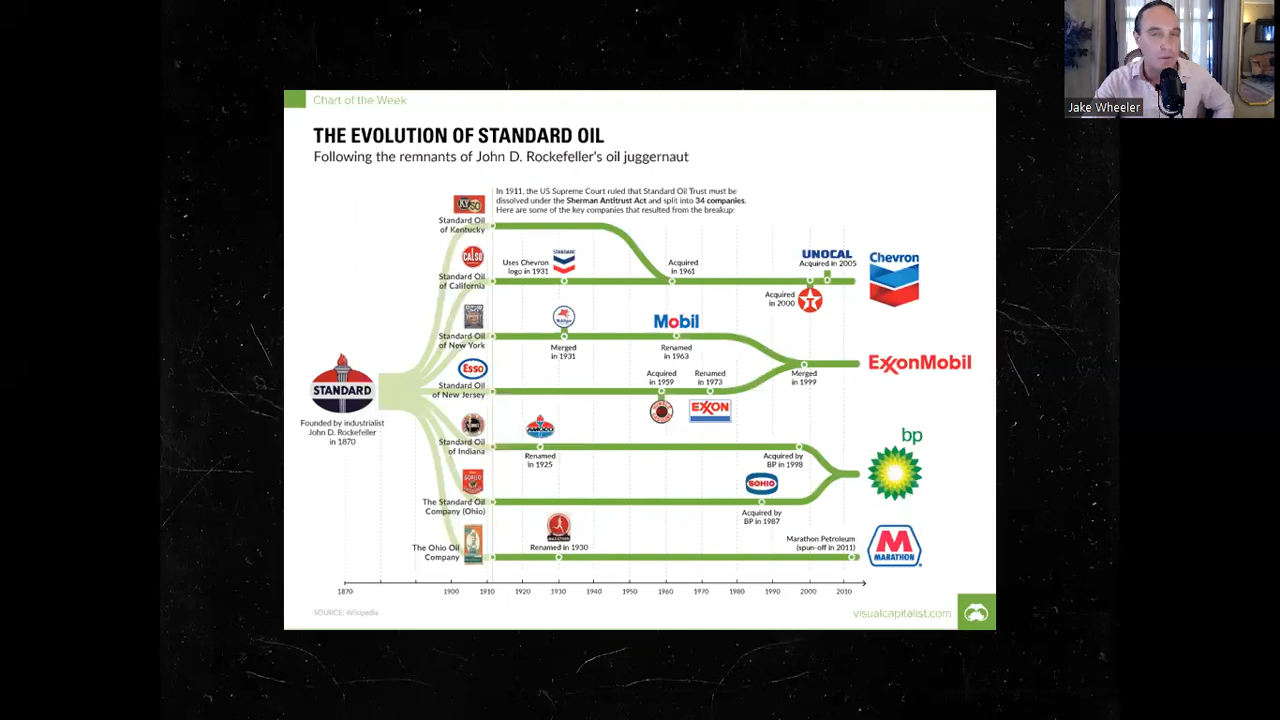 Jake Wheeler
Chart of the Week
THE EVOLUTION OF STANDARD OIL
Following the remnants of John D. Rockefeller's oil juggernaut
In 1911, the US Supreme Court ruled that Standard Oil Trust must be
dissolved under the Sherman Antitrust Act and split into 34 companies.
Here are some of the key companies that resulted from the breakup:
Standard Oil
of Kentucky
CALSO
Standard Oil
of California
Uses Chevron
logo in 1931
STANDARD
Acquired
in 1961
UNOCAL
Acquired in 2005
Acquired
in 2000
T
Chevron
Standard Oil
of New York
Merged
in 1931
Mobil
Renamed
in 1963
ESSO
Standard Oil
of New Jersey
Acquired
in 1959
Renamed
in 1973
EXXON
Merged
in 1999
ExxonMobil
STANDARD
Founded by industrialist
John D. Rockefeller
in 1870
Standard Oil
of Indiana
AMOCO
Renamed
in 1925
Acquired by
BP in 1998
bp
The Standard Oil
Company (Ohio)
SOHIO
Acquired by
BP in 1987
The Ohio Oil
Company
Renamed in 1930
Marathon Petroleum
(spun-off in 2011)
M
MARATHON
1870
1900
1910
1920
1930
1940
1950
1960
1970
1980
1990
2000
2010
SOURCE: Wikipedia
visualcapitalist.com